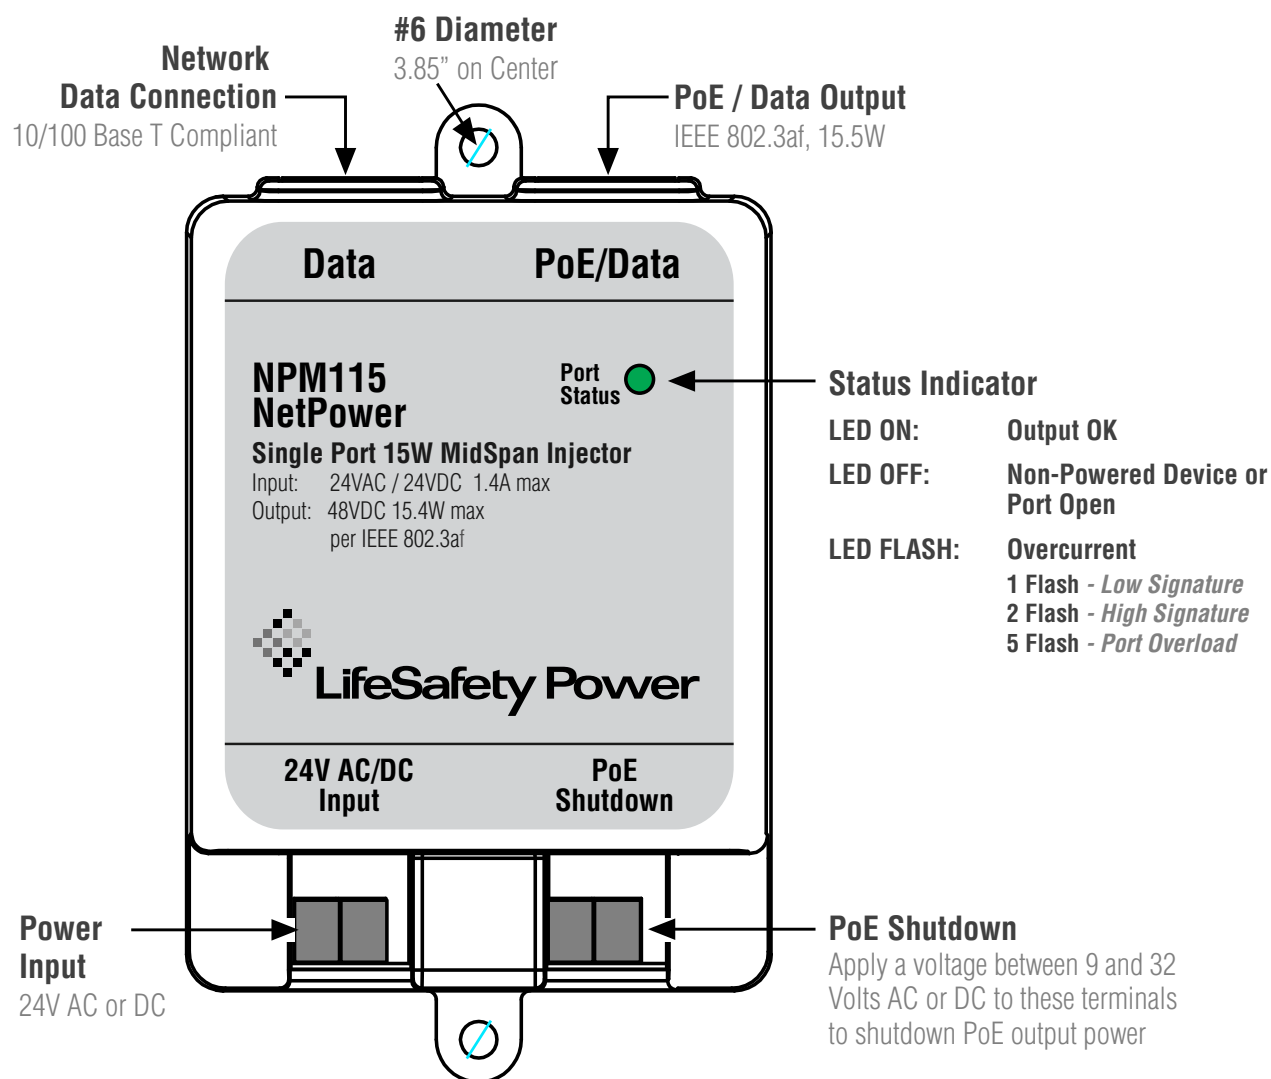 #6 Diameter
3.85” on Center
Network
Data Connection
10/100 Base T Compliant
PoE / Data Output
IEEE 802.3af, 15.5W
Data
PoE/Data
NPM115
NetPower
Port
Status
Single Port 15W MidSpan Injector
Input: 24VAC / 24VDC 1.4A max
Output: 48VDC 15.4W max
per IEEE 802.3af
LifeSafety Power
24V AC/DC
Input
PoE
Shutdown
Status Indicator
LED ON: Output OK
LED OFF: Non-Powered Device or
Port Open
LED FLASH: Overcurrent
1 Flash - Low Signature
2 Flash - High Signature
5 Flash - Port Overload
Power
Input
24V AC or DC
PoE Shutdown
Apply a voltage between 9 and 32
Volts AC or DC to these terminals
to shutdown PoE output power